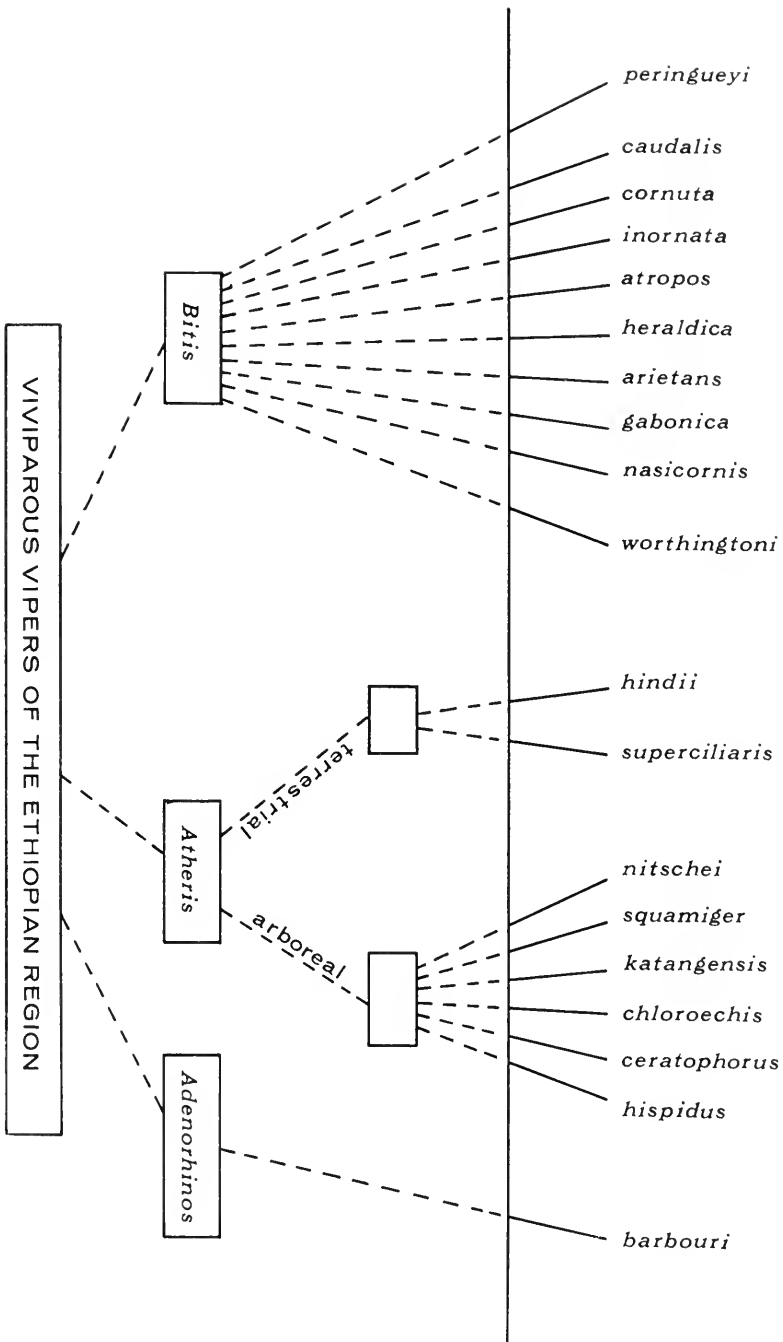 peringueyi
caudalis
cornuta
inornata
atropos
heraldica
arietans
gabonica
nasicornis
worthingtoni
hindii
superciliaris
nitschei
squamiger
katangensis
chloroechis
ceratophorus
hispidus
barbouri
terrestrial
arboreal
Bitis
Atheris
Adenorhinos
VIVIPAROUS VIPERS OF THE ETHIOPIAN REGION